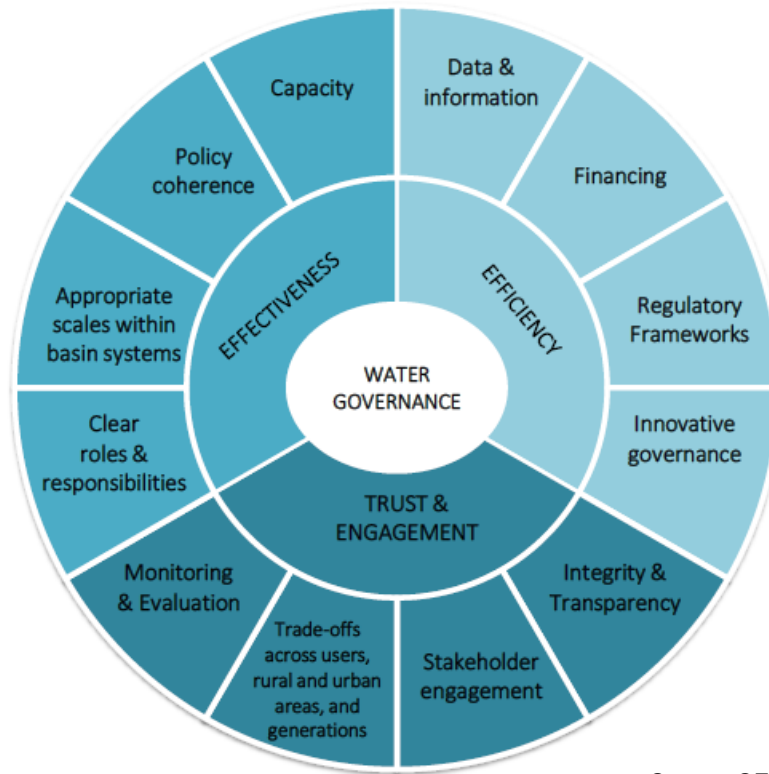 Capacity
Data &
information
Policy
coherence
Financing
Appropriate
scales within
basin systems
EFFECTIVENESS
EFFICIENCY
Regulatory
Frameworks
WATER
GOVERNANCE
Clear
roles &
responsibilities
Innovative
governance
TRUST &
ENGAGEMENT
Monitoring
& Evaluation
Integrity &
Transparency
Trade-offs
across users,
rural and urban
areas, and
generations
Stakeholder
engagement